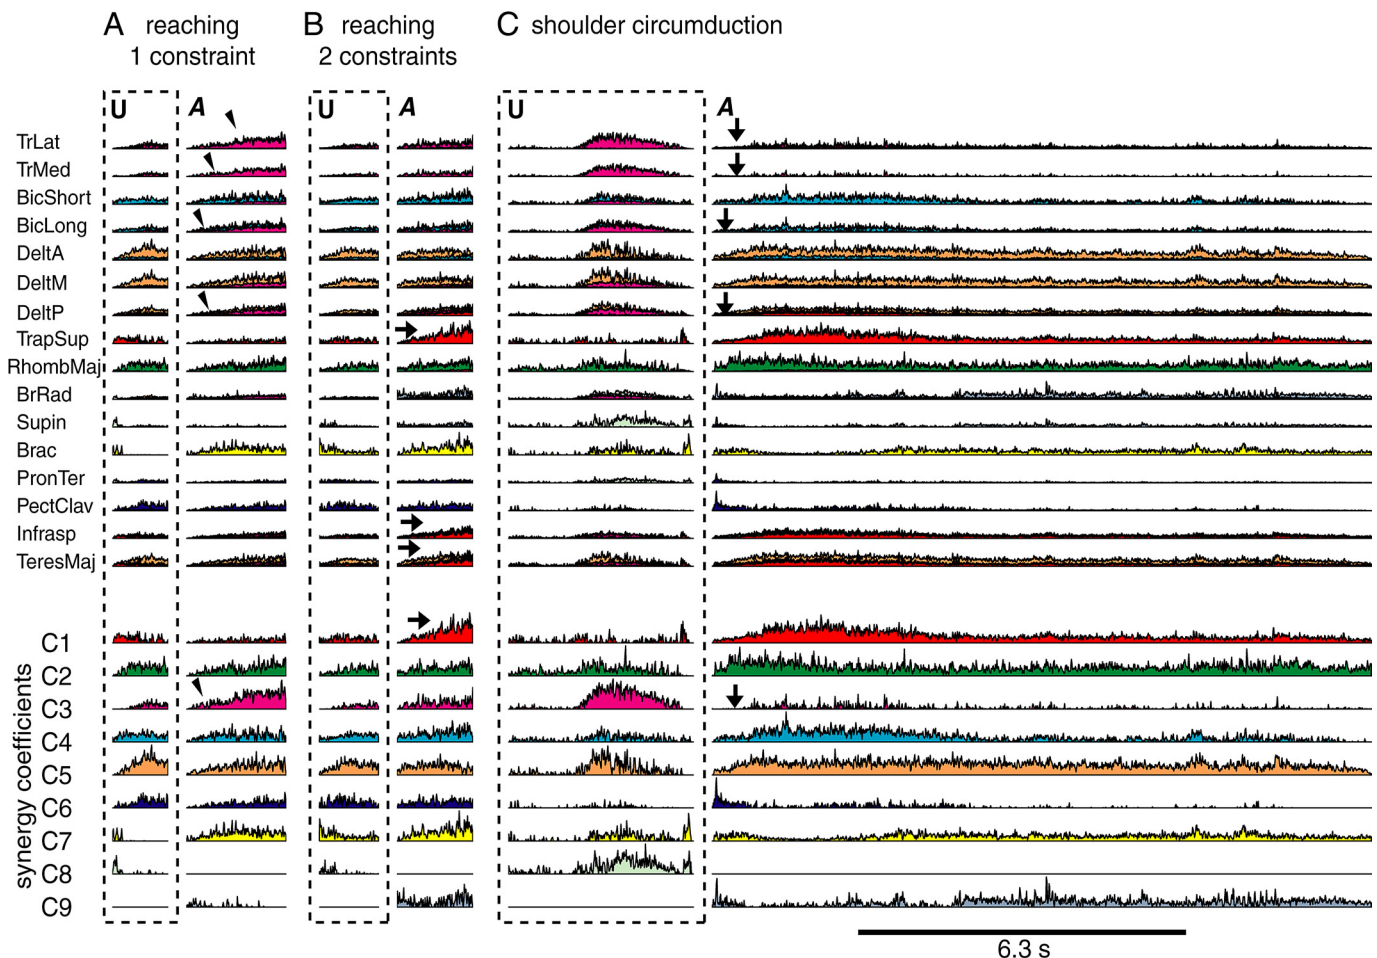 A reaching
1 constraint
B reaching
2 constraints
C shoulder circumduction
U A U A U A
TrLat
TrMed
BicShort
BicLong
DeltA
DeltM
DeltP
TrapSup
RhombMaj
BrRad
Supin
Brac
PronTer
PectClav
Infrasp
TeresMaj
synergy coefficients
C1
C2
C3
C4
C5
C6
C7
C8
C9
6.3 s